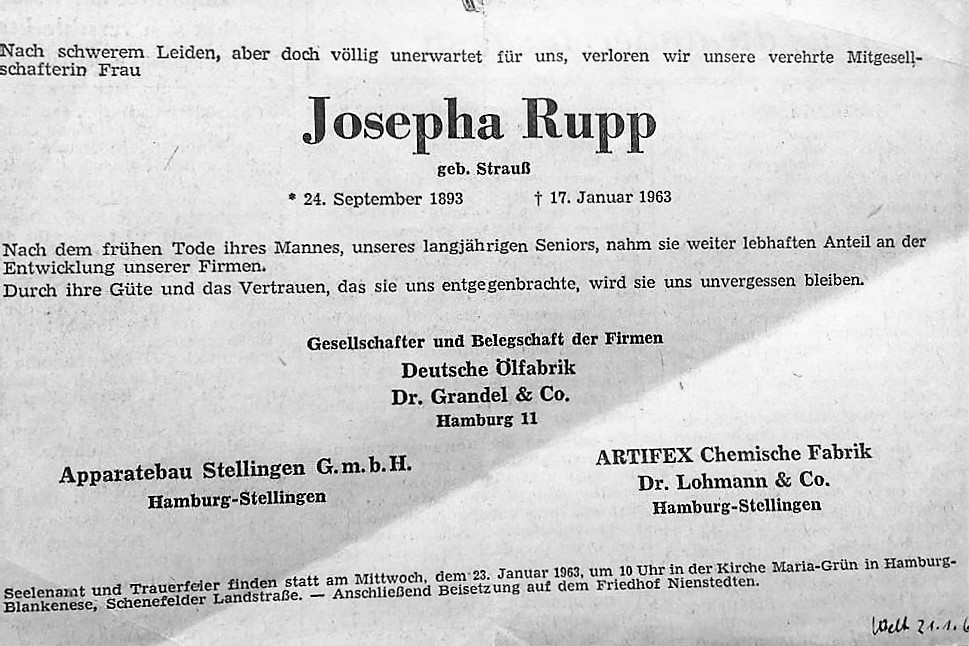 Nach schwerem Leiden, aber doch völlig unerwartet für uns, verloren wir unsere verehrte Mitgesell-
schafterin Frau
Josepha Rupp
geb. Strauß
* 24. September 1893 † 17. Januar 1963
Nach dem frühen Tode ihres Mannes, unseres langjährigen Seniors, nahm sie weiter lebhaften Anteil an der
Entwicklung unserer Firmen.
Durch ihre Güte und das Vertrauen, das sie uns entgegenbrachte, wird sie uns unvergessen bleiben.
Gesellschafter und Belegschaft der Firmen
Deutsche Ölfabrik
Dr. Grandel & Co.
Hamburg 11
Apparatebau Stellingen G.m.b.H.
Hamburg-Stellingen
ARTIFEX Chemische Fabrik
Dr. Lohmann & Co.
Hamburg-Stellingen
Seelenamt und Trauerfeier finden statt am Mittwoch, dem 23. Januar 1963, um 10 Uhr in der Kirche Maria-Grün in Hamburg-
Blankenese, Schenefelder Landstraße. — Anschließend Beisetzung auf dem Friedhof Nienstedten.
Welt 21.1.6